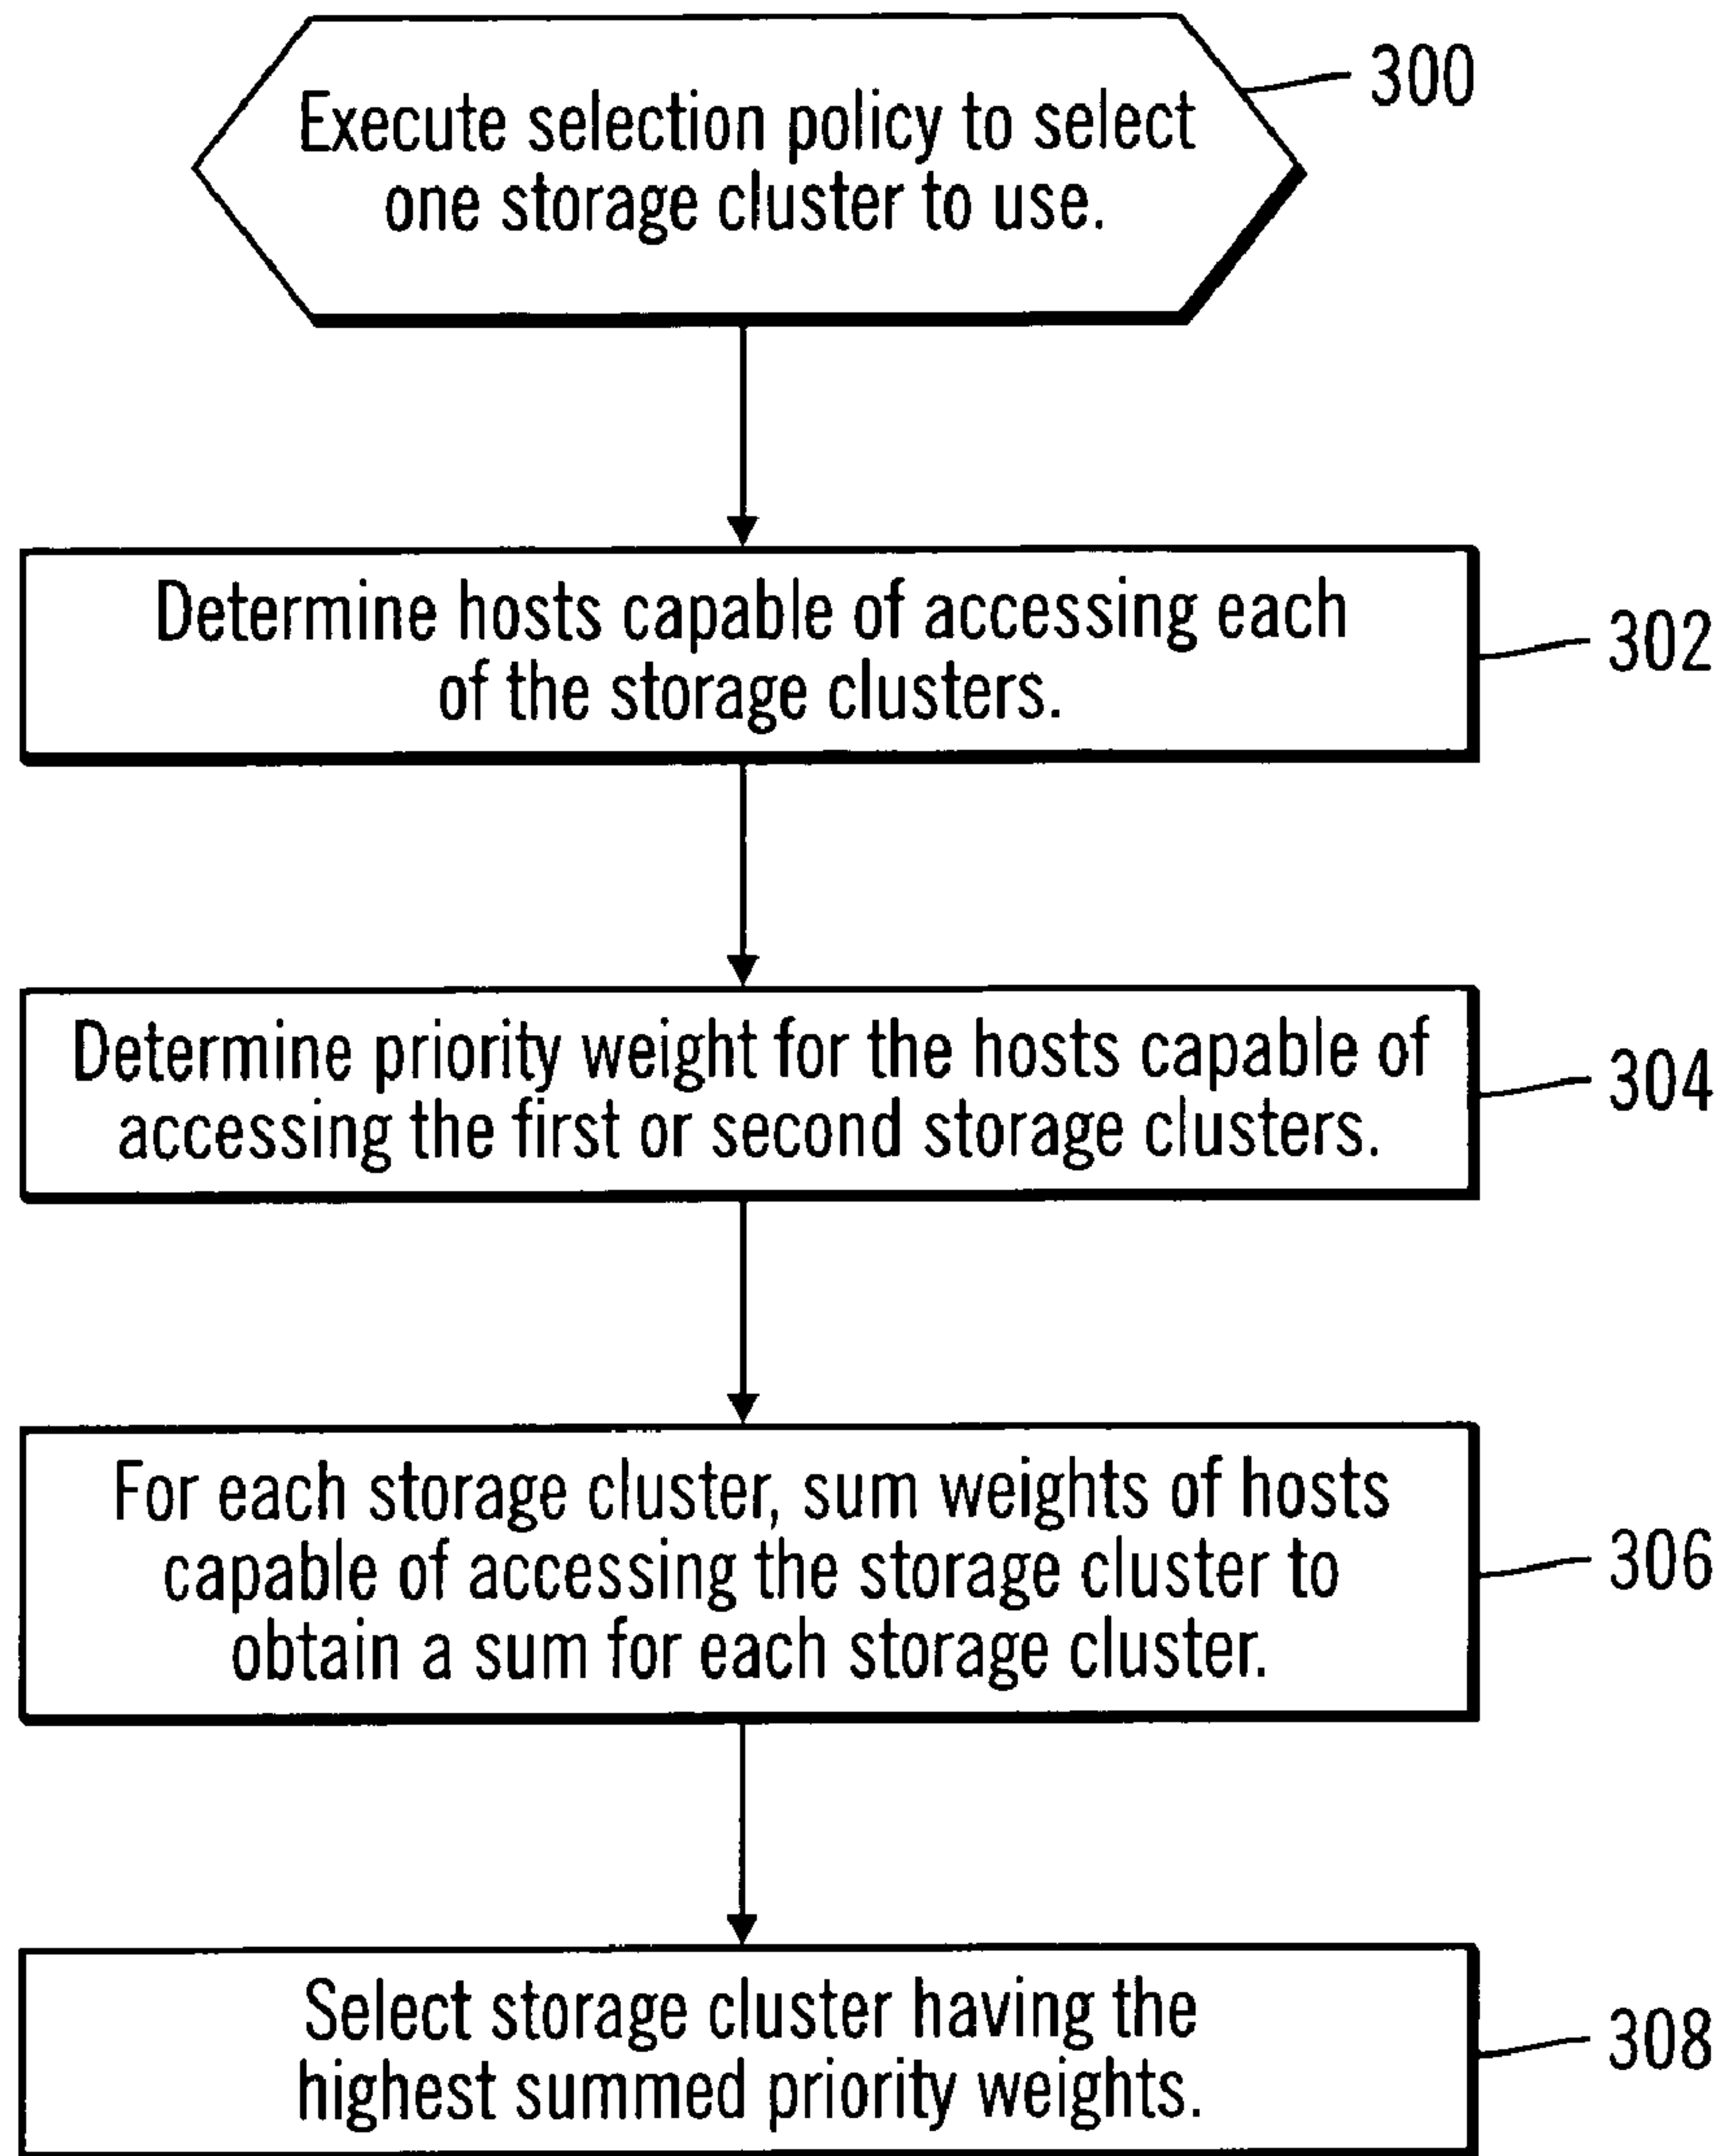 Execute selection policy to select
one storage cluster to use.
300
Determine hosts capable of accessing each
of the storage clusters.
302
Determine priority weight for the hosts capable of
accessing the first or second storage clusters.
304
For each storage cluster, sum weights of hosts
capable of accessing the storage cluster to
obtain a sum for each storage cluster.
306
Select storage cluster having the
highest summed priority weights.
308